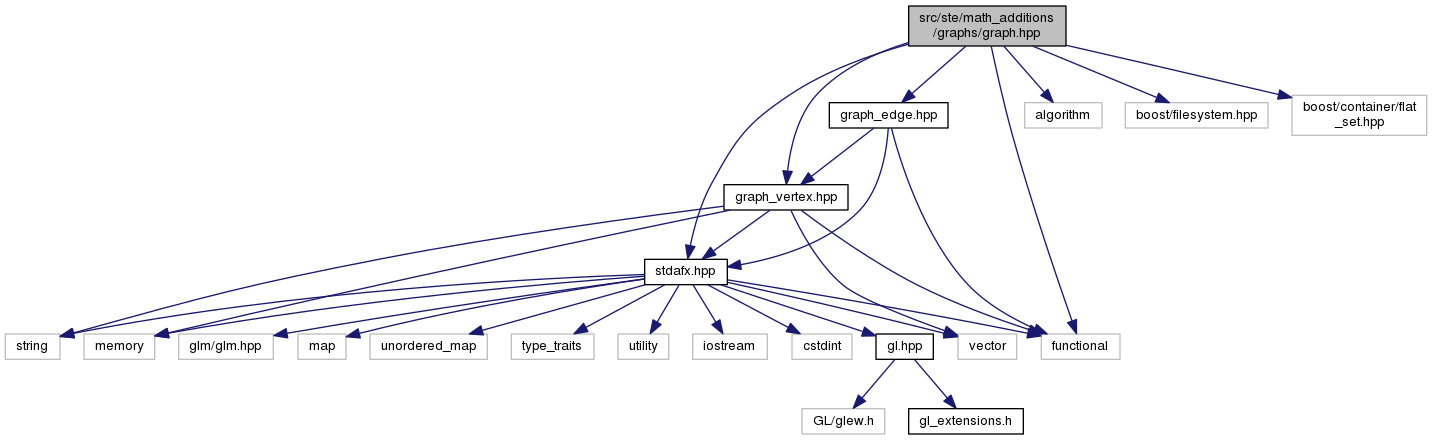 src/ste/math_additions
/graphs/graph.hpp
graph_edge.hpp
algorithm
boost/filesystem.hpp
boost/container/flat
_set.hpp
graph_vertex.hpp
stdafx.hpp
string
memory
glm/glm.hpp
map
unordered_map
type_traits
utility
iostream
cstdint
gl.hpp
vector
functional
GL/glew.h
gl_extensions.h